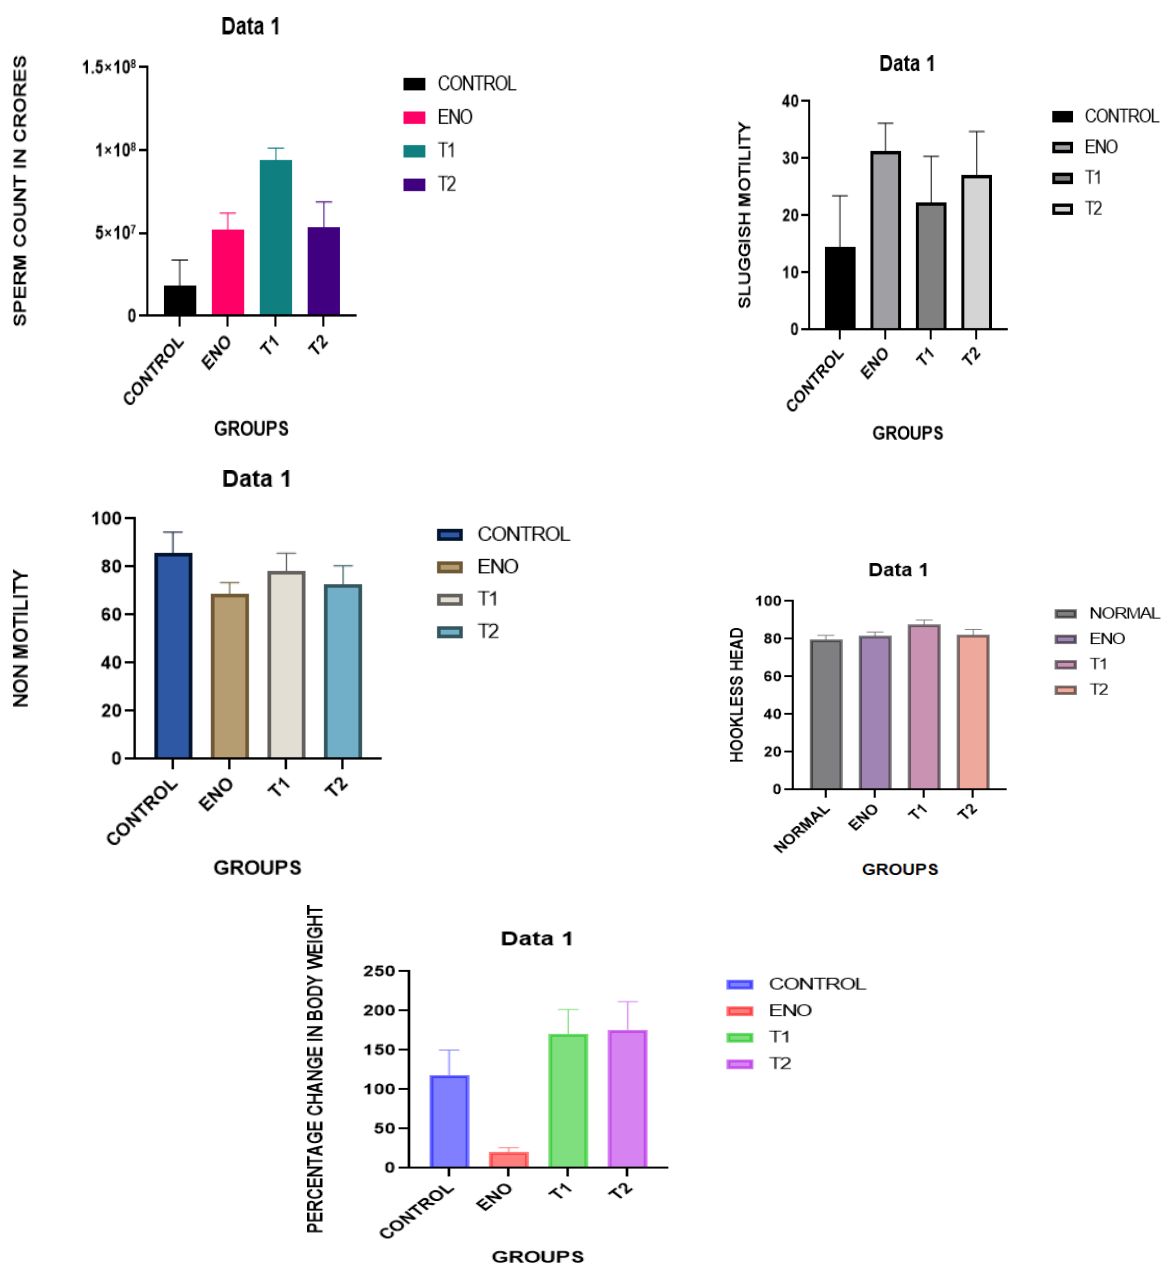 Data 1
SPERM COUNT IN CRORES
1.5×10⁸
1×10⁸
5×10⁷
0
CONTROL
ENO
T1
T2
GROUPS
CONTROL
ENO
T1
T2
Data 1
SLUGGISH MOTILITY
40
30
20
10
0
CONTROL
ENO
T1
T2
GROUPS
CONTROL
ENO
T1
T2
Data 1
NON MOTILITY
100
80
60
40
20
0
CONTROL
ENO
T1
T2
GROUPS
CONTROL
ENO
T1
T2
Data 1
HOOKLESS HEAD
100
80
60
40
20
0
NORMAL
ENO
T1
T2
GROUPS
NORMAL
ENO
T1
T2
Data 1
PERCENTAGE CHANGE IN BODY WEIGHT
250
200
150
100
50
0
CONTROL
ENO
T1
T2
GROUPS
CONTROL
ENO
T1
T2